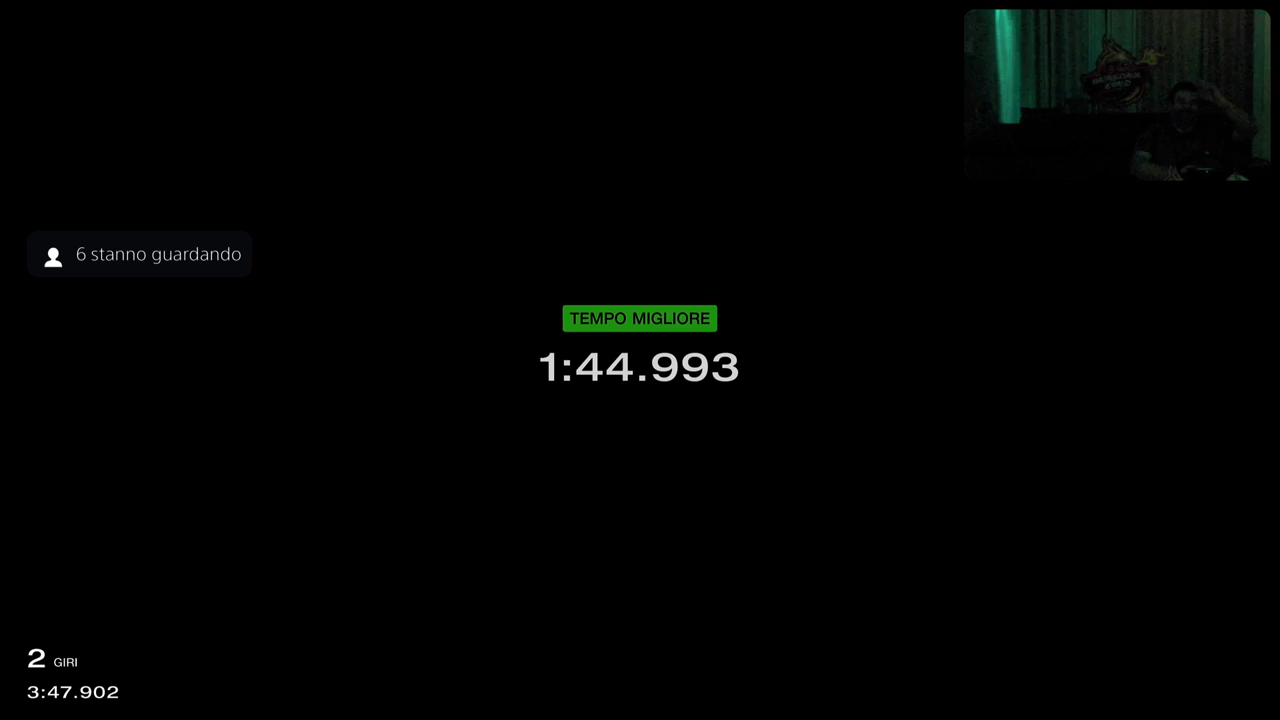 6 stanno guardando
TEMPO MIGLIORE
1:44.993
2 GIRI
3:47.902